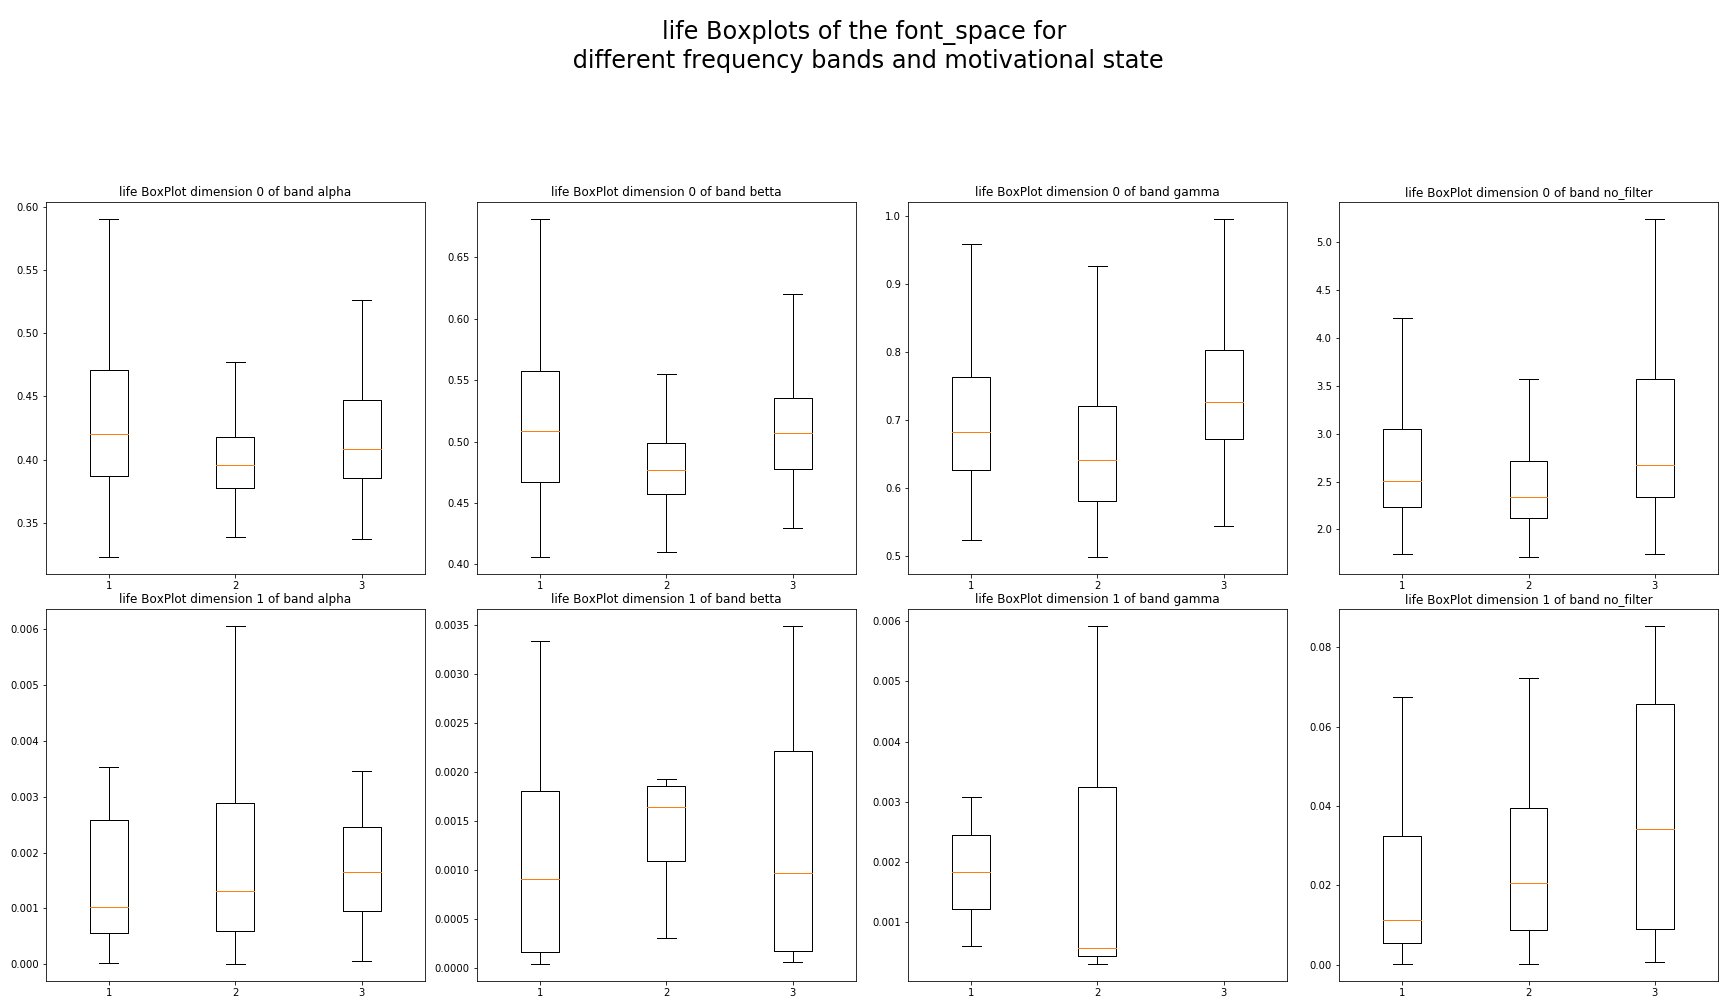 life Boxplots of the font_space for
different frequency bands and motivational state
life BoxPlot dimension 0 of band alpha
0.60
0.55
0.50
0.45
0.40
0.35
1 2 3
life BoxPlot dimension 0 of band betta
0.65
0.60
0.55
0.50
0.45
0.40
1 2 3
life BoxPlot dimension 0 of band gamma
1.0
0.9
0.8
0.7
0.6
0.5
1 2 3
life BoxPlot dimension 0 of band no_filter
5.0
4.5
4.0
3.5
3.0
2.5
2.0
1 2 3
life BoxPlot dimension 1 of band alpha
0.006
0.005
0.004
0.003
0.002
0.001
0.000
1 2 3
life BoxPlot dimension 1 of band betta
0.0035
0.0030
0.0025
0.0020
0.0015
0.0010
0.0005
0.0000
1 2 3
life BoxPlot dimension 1 of band gamma
0.006
0.005
0.004
0.003
0.002
0.001
1 2 3
life BoxPlot dimension 1 of band no_filter
0.08
0.06
0.04
0.02
0.00
1 2 3